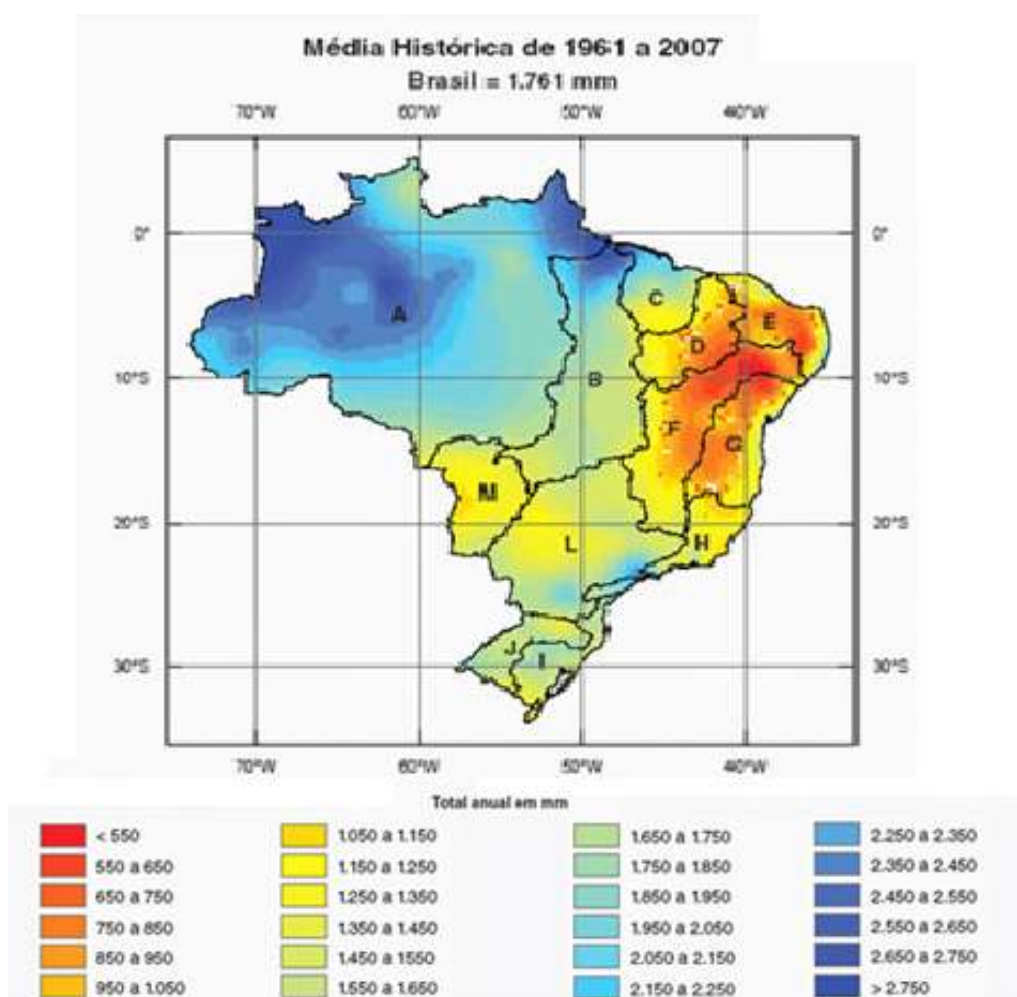 Média Histórica de 1961 a 2007
Brasil = 1.761 mm
70°W 60°W 50°W 40°W
0° 0°
A
B
C
D
E
10°S 10°S
F
G
M
20°S 20°S
L
H
J
I
30°S 30°S
70°W 60°W 50°W 40°W
Total anual em mm
< 550 1.050 a 1.150 1.650 a 1.750 2.250 a 2.350
550 a 650 1.150 a 1.250 1.750 a 1.850 2.350 a 2.450
650 a 750 1.250 a 1.350 1.850 a 1.950 2.450 a 2.550
750 a 850 1.350 a 1.450 1.950 a 2.050 2.550 a 2.650
850 a 950 1.450 a 1550 2.050 a 2.150 2.650 a 2.750
950 a 1.050 1.550 a 1.650 2.150 a 2.250 > 2.750